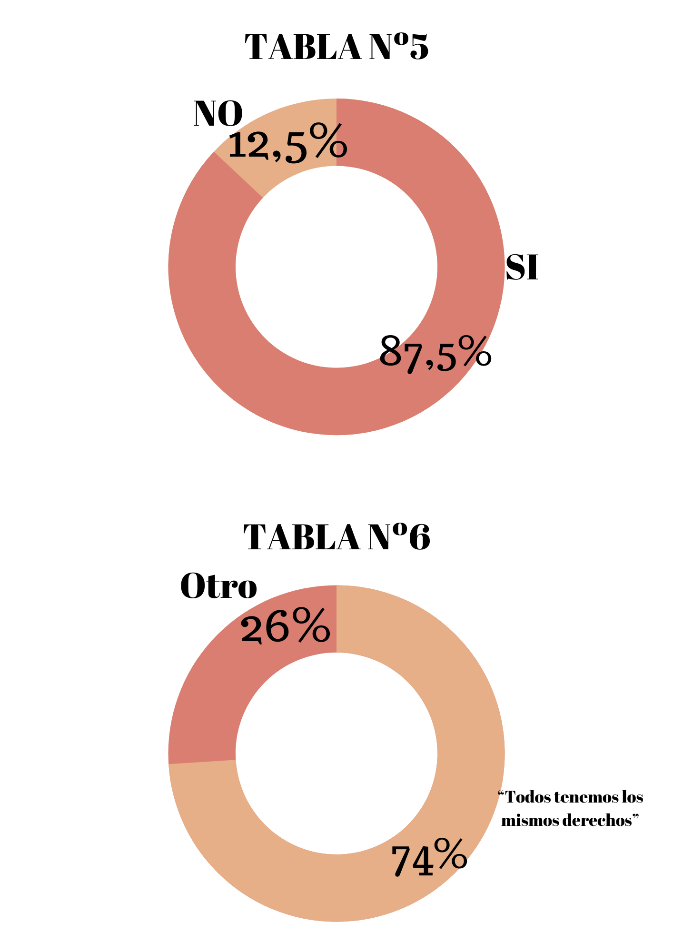 TABLA Nº5
NO
12,5%
SI
87,5%
TABLA Nº6
Otro
26%
“Todos tenemos los
mismos derechos”
74%